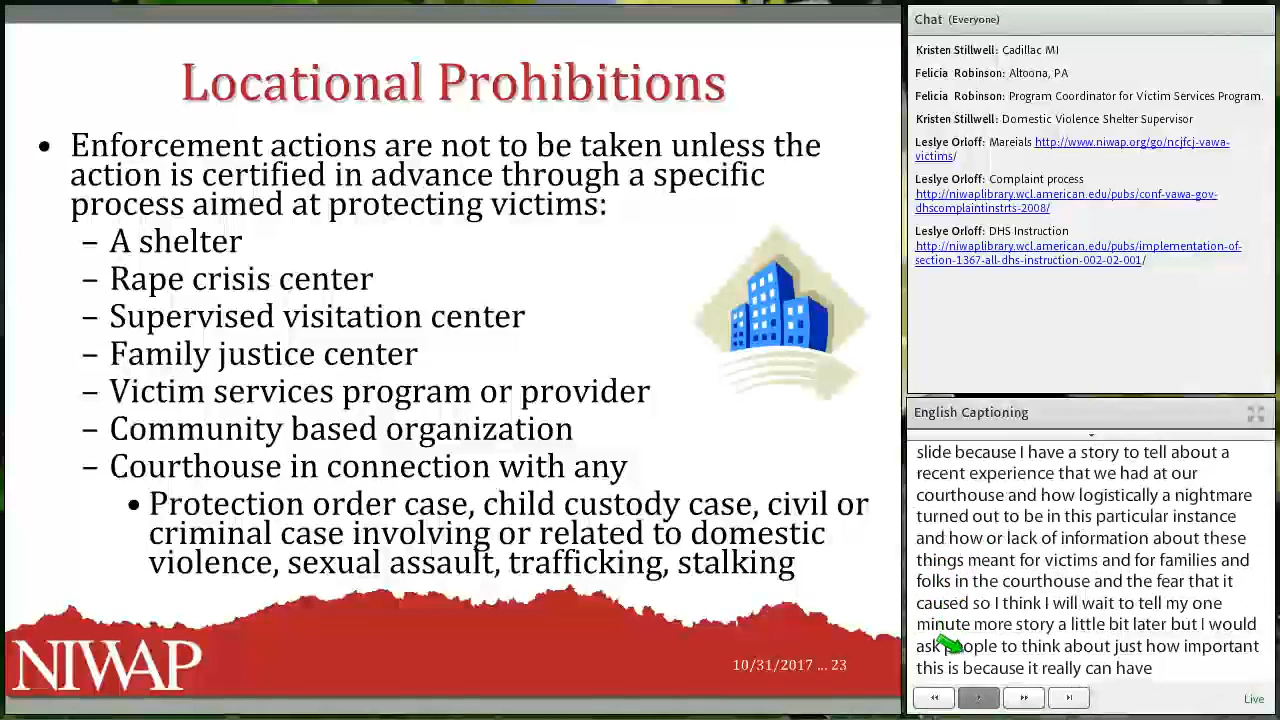 Locational Prohibitions
• Enforcement actions are not to be taken unless the
action is certified in advance through a specific
process aimed at protecting victims:
– A shelter
– Rape crisis center
– Supervised visitation center
– Family justice center
– Victim services program or provider
– Community based organization
– Courthouse in connection with any
• Protection order case, child custody case, civil or
criminal case involving or related to domestic
violence, sexual assault, trafficking, stalking
NIWAP
10/31/2017 ... 23
Chat (Everyone)
Kristen Stillwell: Cadillac MI
Felicia Robinson: Altoona, PA
Felicia Robinson: Program Coordinator for Victim Services Program.
Kristen Stillwell: Domestic Violence Shelter Supervisor
Leslye Orloff: Mareials http://www.niwap.org/go/ncjfcj-vawa-
victims/
Leslye Orloff: Complaint process
http://niwaplibrary.wcl.american.edu/pubs/conf-vawa-gov-
dhscomplaintinstrts-2008/
Leslye Orloff: DHS Instruction
http://niwaplibrary.wcl.american.edu/pubs/implementation-of-
section-1367-all-dhs-instruction-002-02-001/
English Captioning
slide because I have a story to tell about a
recent experience that we had at our
courthouse and how logistically a nightmare
turned out to be in this particular instance
and how or lack of information about these
things meant for victims and for families and
folks in the courthouse and the fear that it
caused so I think I will wait to tell my one
minute more story a little bit later but I would
ask people to think about just how important
this is because it really can have
Live